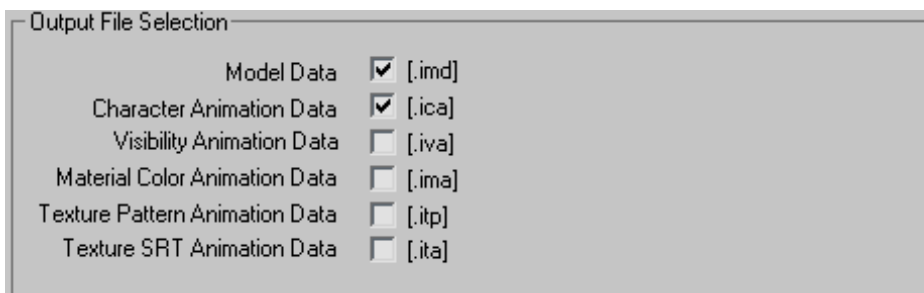 Output File Selection
Model Data [.imd]
Character Animation Data [.ica]
Visibility Animation Data [.iva]
Material Color Animation Data [.ima]
Texture Pattern Animation Data [.itp]
Texture SRT Animation Data [.ita]